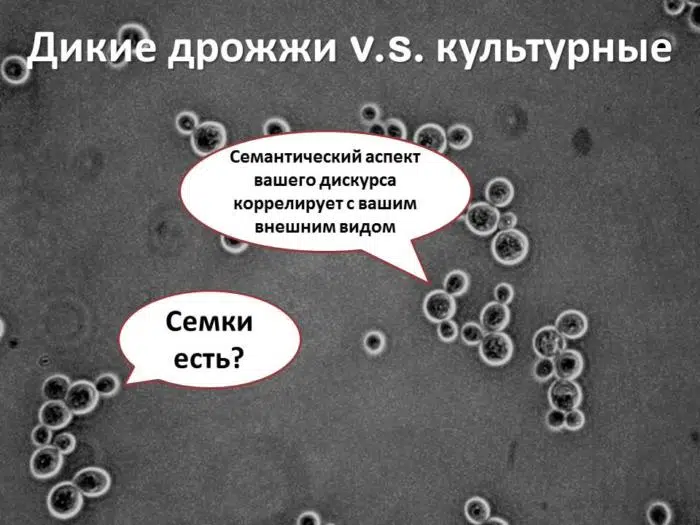 Дикие дрожжи v.s. культурные
Семантический аспект
вашего дискурса
коррелирует с вашим
внешним видом
Семки
есть?